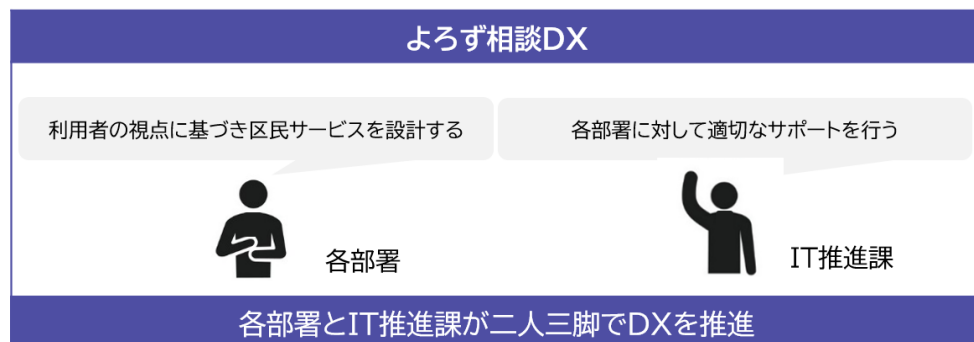 よろず相談DX
利用者の視点に基づき区民サービスを設計する
各部署に対して適切なサポートを行う
各部署
IT推進課
各部署とIT推進課が二人三脚でDXを推進